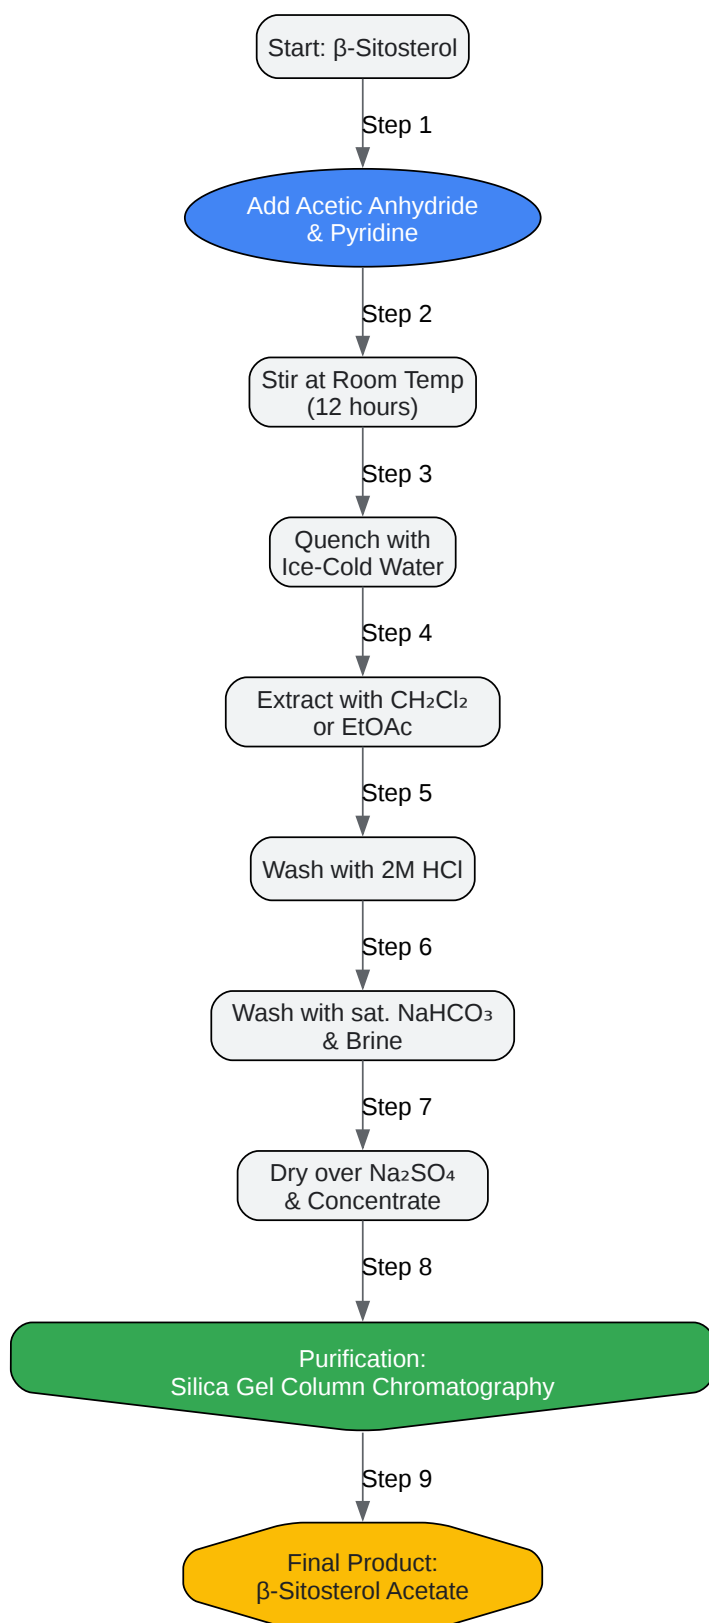 Start: β-Sitosterol
Step 1
Add Acetic Anhydride
& Pyridine
Step 2
Stir at Room Temp
(12 hours)
Step 3
Quench with
Ice-Cold Water
Step 4
Extract with CH₂Cl₂
or EtOAc
Step 5
Wash with 2M HCl
Step 6
Wash with sat. NaHCO₃
& Brine
Step 7
Dry over Na₂SO₄
& Concentrate
Step 8
Purification:
Silica Gel Column Chromatography
Step 9
Final Product:
β-Sitosterol Acetate